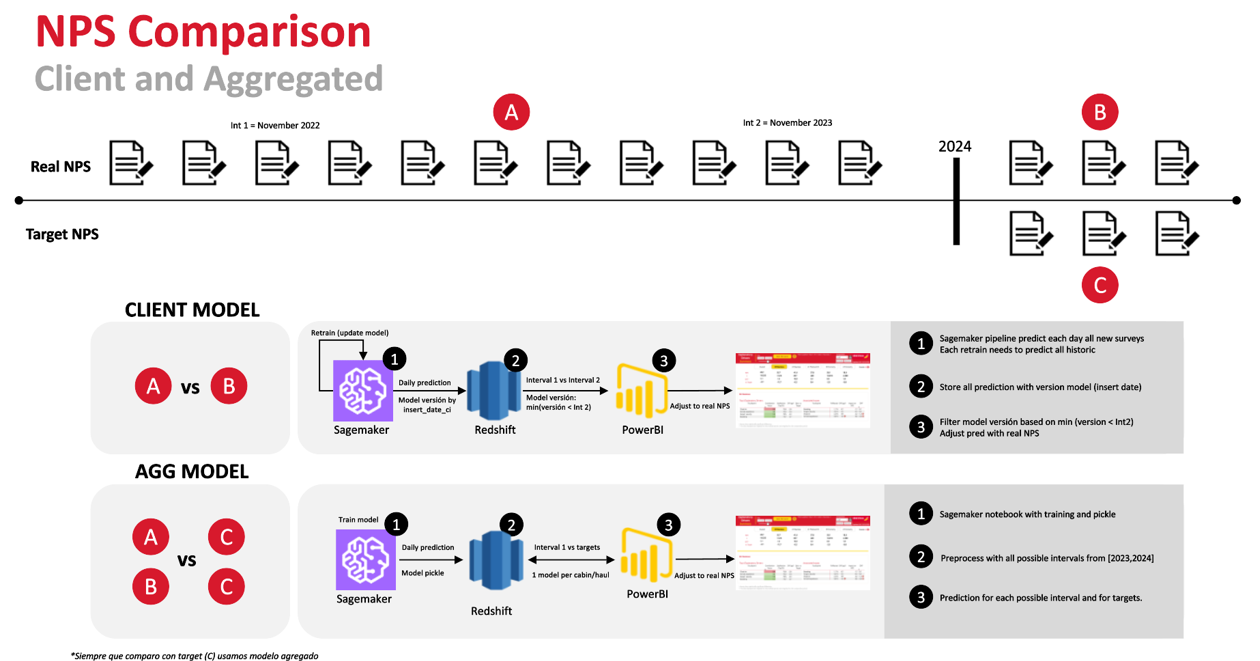 NPS Comparison
Client and Aggregated
A
B
Int 1 = November 2022
Int 2 = November 2023
2024
Real NPS
Target NPS
C
CLIENT MODEL
A vs B
Retrain (update model)
1
Daily prediction
Model versión by
insert_date_ci
Sagemaker
2
Redshift
Interval 1 vs Interval 2
Model versión:
min(versión < Int 2)
3
PowerBI
Adjust to real NPS
1 Sagemaker pipeline predict each day all new surveys
Each retrain needs to predict all historic
2 Store all prediction with version model (insert date)
3 Filter model versión based on min (version < Int2)
Adjust pred with real NPS
AGG MODEL
A C
vs
B C
Train model
1
Daily prediction
Model pickle
Sagemaker
2
Redshift
Interval 1 vs targets
1 model per cabin/haul
3
PowerBI
Adjust to real NPS
1 Sagemaker notebook with training and pickle
2 Preprocess with all possible intervals from [2023,2024]
3 Prediction for each possible interval and for targets.
*Siempre que comparo con target (C) usamos modelo agregado